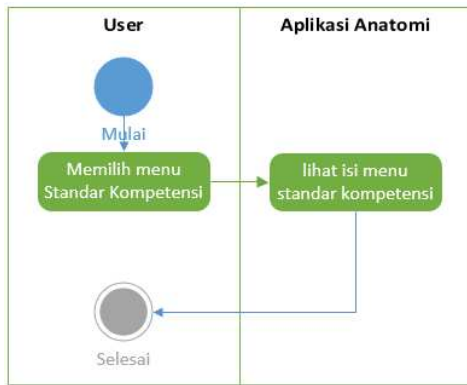 User
Aplikasi Anatomi
Mulai
Memilih menu
Standar Kompetensi
lihat isi menu
standar kompetensi
Selesai